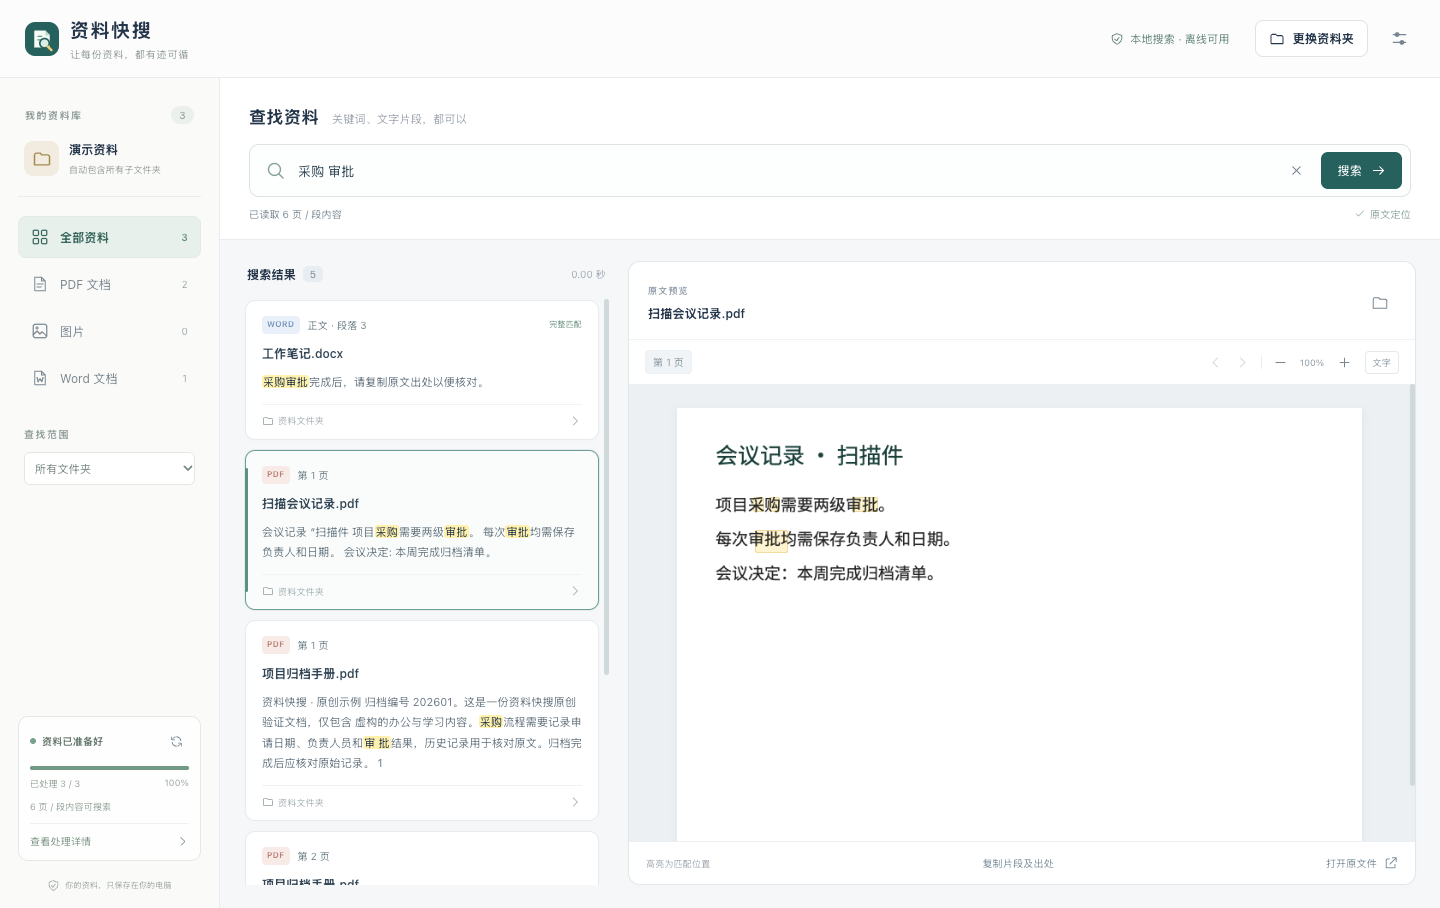 资料快搜
让每份资料，都有迹可循
本地搜索 · 离线可用
更换资料夹
我的资料库
3
演示资料
自动包含所有子文件夹
全部资料
3
PDF 文档
2
图片
0
Word 文档
1
查找范围
所有文件夹
资料已准备好
已处理 3 / 3
100%
6 页 / 段内容可搜索
查看处理详情
你的资料，只保存在你的电脑
查找资料
关键词、文字片段，都可以
采购 审批
搜索
已读取 6 页 / 段内容
原文定位
搜索结果
5
0.00 秒
WORD
正文 · 段落 3
完整匹配
工作笔记.docx
采购审批完成后，请复制原文出处以便核对。
资料文件夹
PDF
第 1 页
扫描会议记录.pdf
会议记录 “扫描件 项目采购需要两级审批。 每次审批均需保存
负责人和日期。 会议决定: 本周完成归档清单。
资料文件夹
PDF
第 1 页
项目归档手册.pdf
资料快搜 · 原创示例 归档编号 202601。这是一份资料快搜原创
验证文档，仅包含 虚构的办公与学习内容。采购流程需要记录申
请日期、负责人员和审 批结果，历史记录用于核对原文。归档完
成后应核对原始记录。 1
资料文件夹
PDF
第 2 页
项目归档手册.pdf
原文预览
扫描会议记录.pdf
第 1 页
100%
文字
会议记录 · 扫描件
项目采购需要两级审批。
每次审批均需保存负责人和日期。
会议决定：本周完成归档清单。
高亮为匹配位置
复制片段及出处
打开原文件